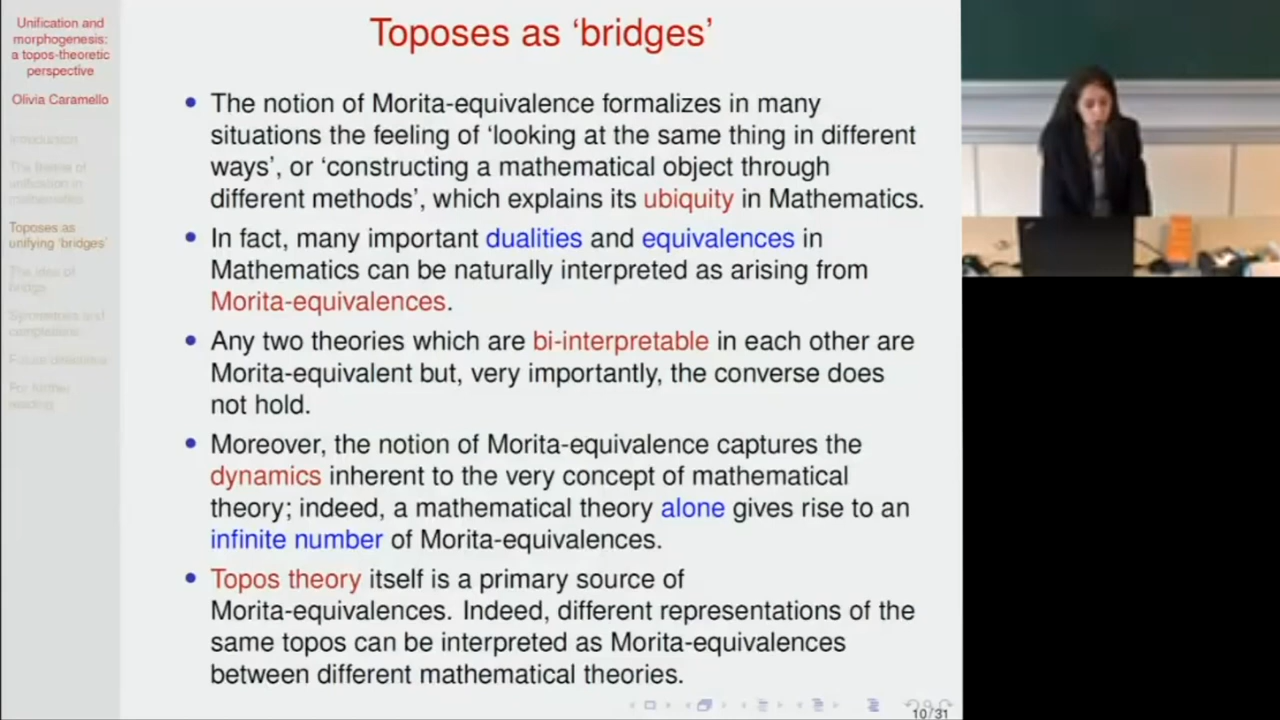 Unification and
morphogenesis:
a topos-theoretic
perspective
Olivia Caramello
Introduction
The theme of
unification in
mathematics
Toposes as
unifying 'bridges'
The idea of
bridge
Symmetries and
completions
Future directions
For further
reading
Toposes as 'bridges'
• The notion of Morita-equivalence formalizes in many
situations the feeling of 'looking at the same thing in different
ways', or 'constructing a mathematical object through
different methods', which explains its ubiquity in Mathematics.
• In fact, many important dualities and equivalences in
Mathematics can be naturally interpreted as arising from
Morita-equivalences.
• Any two theories which are bi-interpretable in each other are
Morita-equivalent but, very importantly, the converse does
not hold.
• Moreover, the notion of Morita-equivalence captures the
dynamics inherent to the very concept of mathematical
theory; indeed, a mathematical theory alone gives rise to an
infinite number of Morita-equivalences.
• Topos theory itself is a primary source of
Morita-equivalences. Indeed, different representations of the
same topos can be interpreted as Morita-equivalences
between different mathematical theories.
10/31